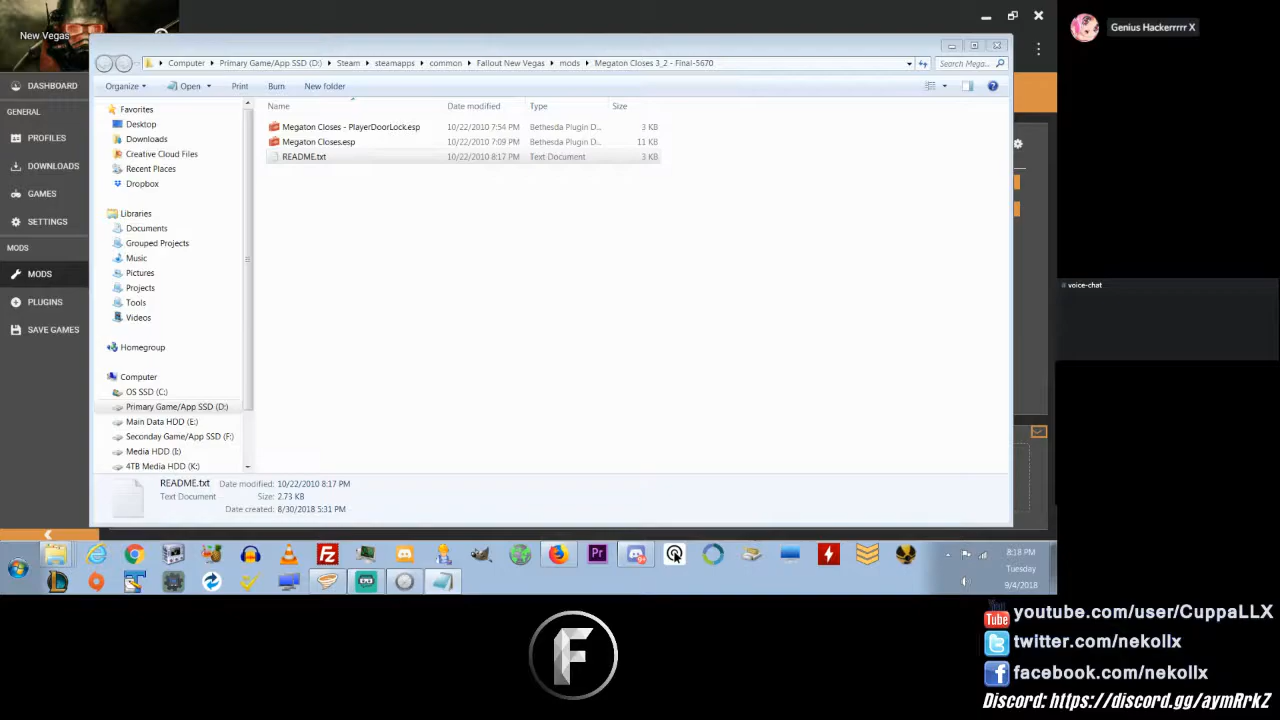 New Vegas
Genius Hackerrrrr X
Computer
Primary Game/App SSD (D:)
Steam
steamapps
common
Fallout New Vegas
mods
Megaton Closes 3_2 - Final-5670
Search Mega...
Organize
Open
Print
Burn
New folder
Name
Date modified
Type
Size
Megaton Closes - PlayerDoorLock.esp
10/22/2010 7:54 PM
Bethesda Plugin D...
3 KB
Megaton Closes.esp
10/22/2010 7:09 PM
Bethesda Plugin D...
11 KB
README.txt
10/22/2010 8:17 PM
Text Document
3 KB
DASHBOARD
GENERAL
PROFILES
DOWNLOADS
GAMES
SETTINGS
MODS
MODS
PLUGINS
SAVE GAMES
Favorites
Desktop
Downloads
Creative Cloud Files
Recent Places
Dropbox
Libraries
Documents
Grouped Projects
Music
Pictures
Projects
Tools
Videos
Homegroup
Computer
OS SSD (C:)
Primary Game/App SSD (D:)
Main Data HDD (E:)
Seconday Game/App SSD (F:)
Media HDD (I:)
4TB Media HDD (K:)
README.txt
Date modified: 10/22/2010 8:17 PM
Text Document
Size: 2.73 KB
Date created: 8/30/2018 5:31 PM
# voice-chat
8:18 PM
Tuesday
9/4/2018
F
You
Tube
youtube.com/user/CuppaLLX
twitter.com/nekollx
facebook.com/nekollx
Discord: https://discord.gg/aymRrkZ